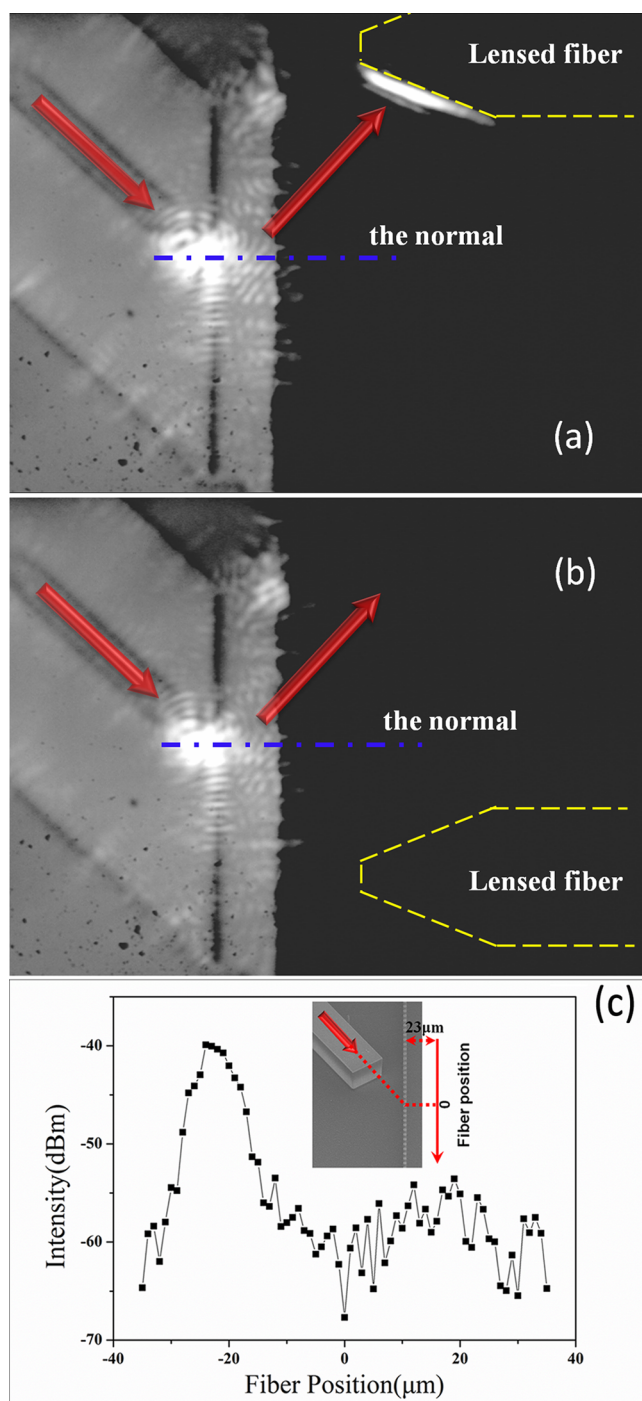 Lensed fiber
the normal
(a)
(b)
the normal
Lensed fiber
(c)
-40
-50
-60
-70
Intensity(dBm)
23μm
0
Fiber position
-40
-20
0
20
40
Fiber Position(μm)